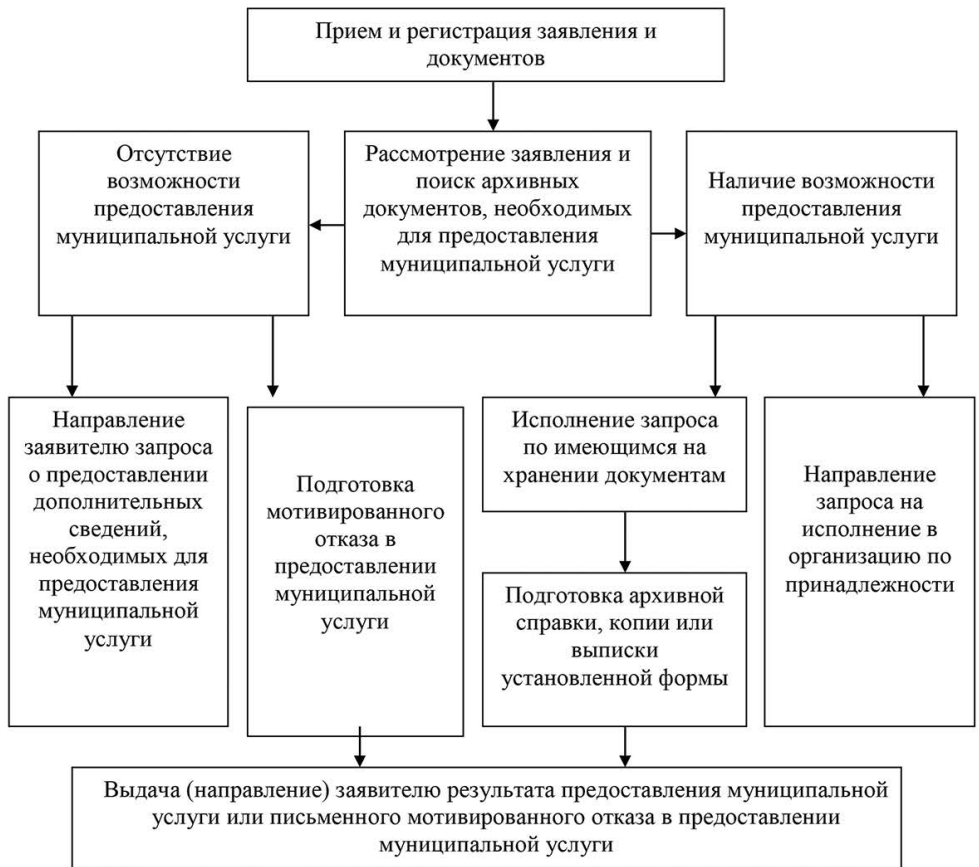 Прием и регистрация заявления и
документов
Отсутствие
возможности
предоставления
муниципальной услуги
Рассмотрение заявления и
поиск архивных
документов, необходимых
для предоставления
муниципальной услуги
Наличие возможности
предоставления
муниципальной услуги
Направление
заявителю запроса
о предоставлении
дополнительных
сведений,
необходимых для
предоставления
муниципальной
услуги
Подготовка
мотивированного
отказа в
предоставлении
муниципальной
услуги
Исполнение запроса
по имеющимся на
хранении документам
Подготовка архивной
справки, копии или
выписки
установленной формы
Направление
запроса на
исполнение в
организацию по
принадлежности
Выдача (направление) заявителю результата предоставления муниципальной
услуги или письменного мотивированного отказа в предоставлении
муниципальной услуги